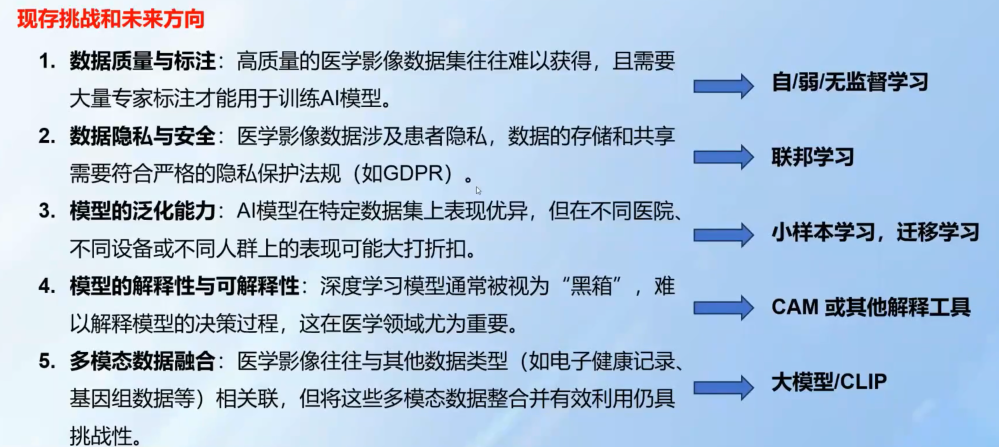 现存挑战和未来方向
1. 数据质量与标注：高质量的医学影像数据集往往难以获得，且需要
大量专家标注才能用于训练AI模型。
自/弱/无监督学习
2. 数据隐私与安全：医学影像数据涉及患者隐私，数据的存储和共享
需要符合严格的隐私保护法规（如GDPR）。
联邦学习
3. 模型的泛化能力：AI模型在特定数据集上表现优异，但在不同医院、
不同设备或不同人群上的表现可能大打折扣。
小样本学习，迁移学习
4. 模型的解释性与可解释性：深度学习模型通常被视为“黑箱”，难
以解释模型的决策过程，这在医学领域尤为重要。
CAM 或其他解释工具
5. 多模态数据融合：医学影像往往与其他数据类型（如电子健康记录、
基因组数据等）相关联，但将这些多模态数据整合并有效利用仍具
挑战性。
大模型/CLIP